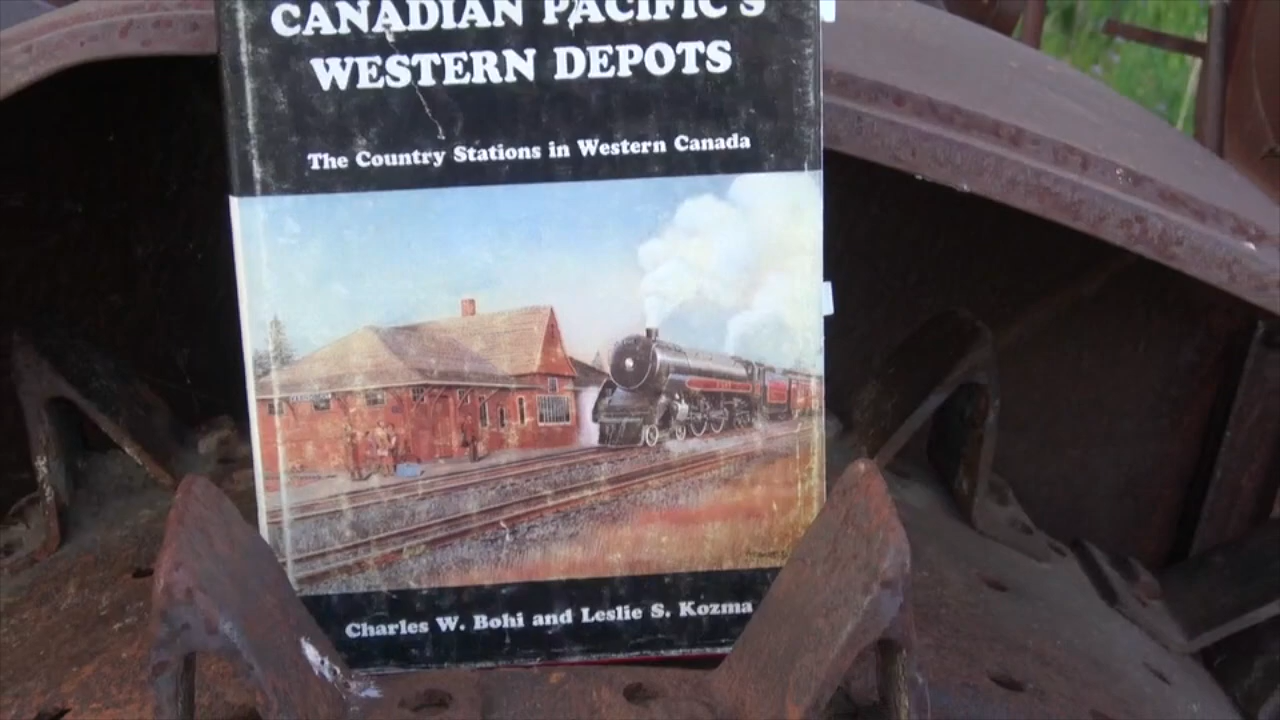 CANADIAN PACIFIC'S
WESTERN DEPOTS
The Country Stations in Western Canada
Charles W. Bohi and Leslie S. Kozma